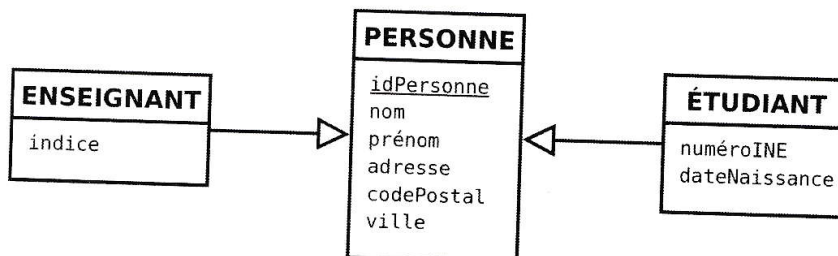 ENSEIGNANT
indice
PERSONNE
idPersonne
nom
prénom
adresse
codePostal
ville
ÉTUDIANT
numéroINE
dateNaissance